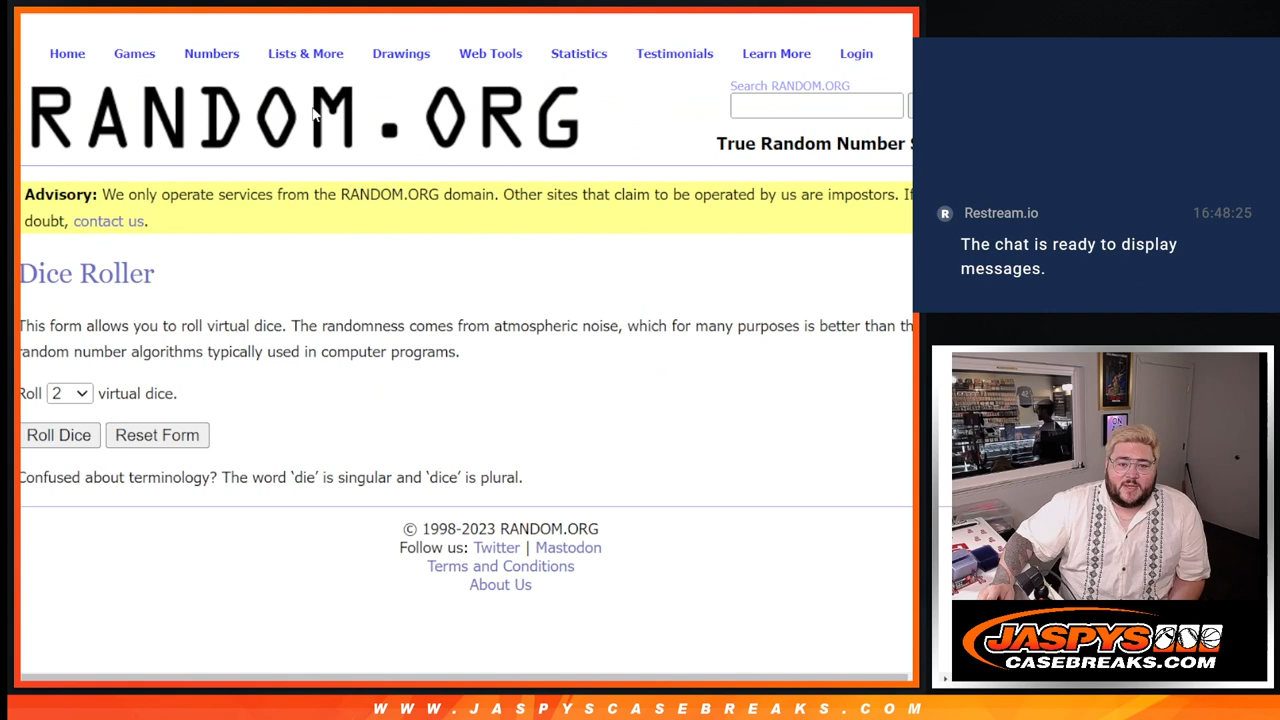 Home Games Numbers Lists & More Drawings Web Tools Statistics Testimonials Learn More Login
RANDOM.ORG
Search RANDOM.ORG
True Random Number S
Advisory: We only operate services from the RANDOM.ORG domain. Other sites that claim to be operated by us are impostors. If
doubt, contact us.
Dice Roller
This form allows you to roll virtual dice. The randomness comes from atmospheric noise, which for many purposes is better than th
random number algorithms typically used in computer programs.
Roll 2 virtual dice.
Roll Dice Reset Form
Confused about terminology? The word ‘die’ is singular and ‘dice’ is plural.
© 1998-2023 RANDOM.ORG
Follow us: Twitter | Mastodon
Terms and Conditions
About Us
R Restream.io 16:48:25
The chat is ready to display
messages.
42
JASPYS
CASEBREAKS.COM
WWW.JASPYSCASEBREAKS.COM